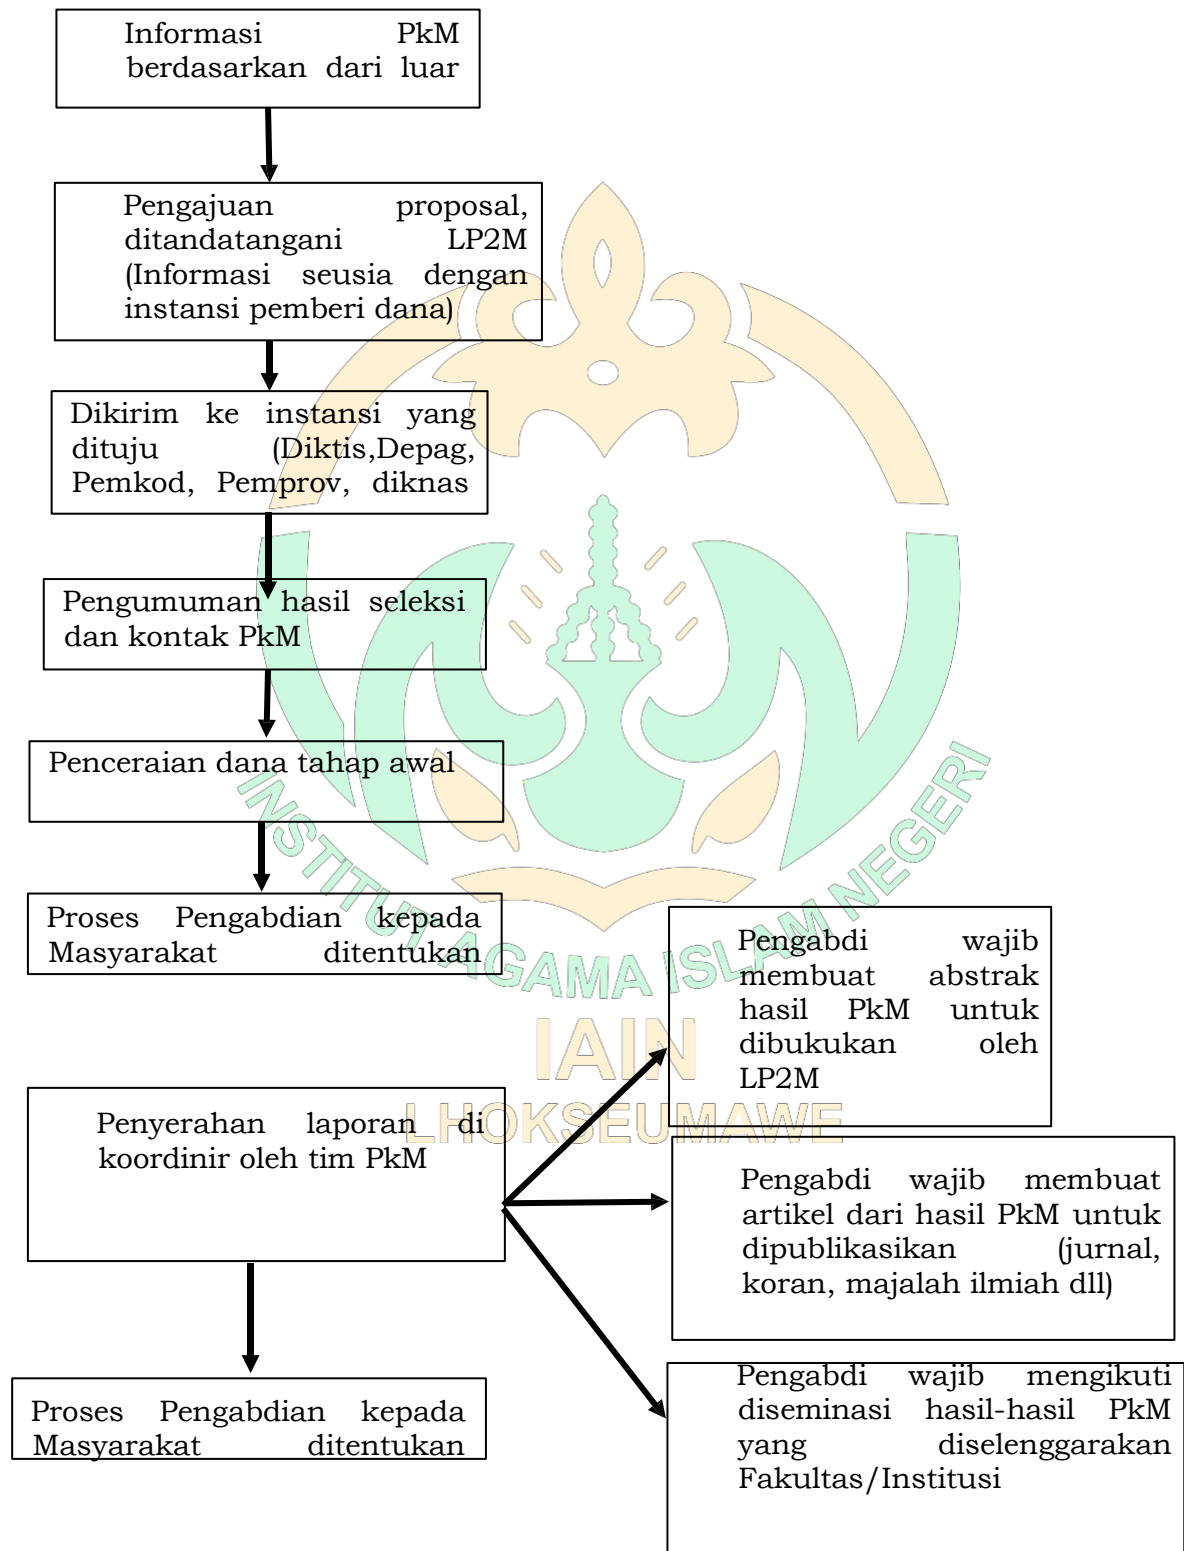 Informasi PkM
berdasarkan dari luar
Pengajuan proposal,
ditandatangani LP2M
(Informasi seusia dengan
instansi pemberi dana)
Dikirim ke instansi yang
dituju (Diktis,Depag,
Pemkod, Pemprov, diknas
Pengumuman hasil seleksi
dan kontak PkM
Penceraian dana tahap awal
Proses Pengabdian kepada
Masyarakat ditentukan
Penyerahan laporan di
koordinir oleh tim PkM
Proses Pengabdian kepada
Masyarakat ditentukan
Pengabdi wajib
membuat abstrak
hasil PkM untuk
dibukukan oleh
LP2M
Pengabdi wajib membuat
artikel dari hasil PkM untuk
dipublikasikan (jurnal,
koran, majalah ilmiah dll)
Pengabdi wajib mengikuti
diseminasi hasil-hasil PkM
yang diselenggarakan
Fakultas/Institusi
INSTITUT AGAMA ISLAM NEGERI
IAIN
LHOKSEUMAWE